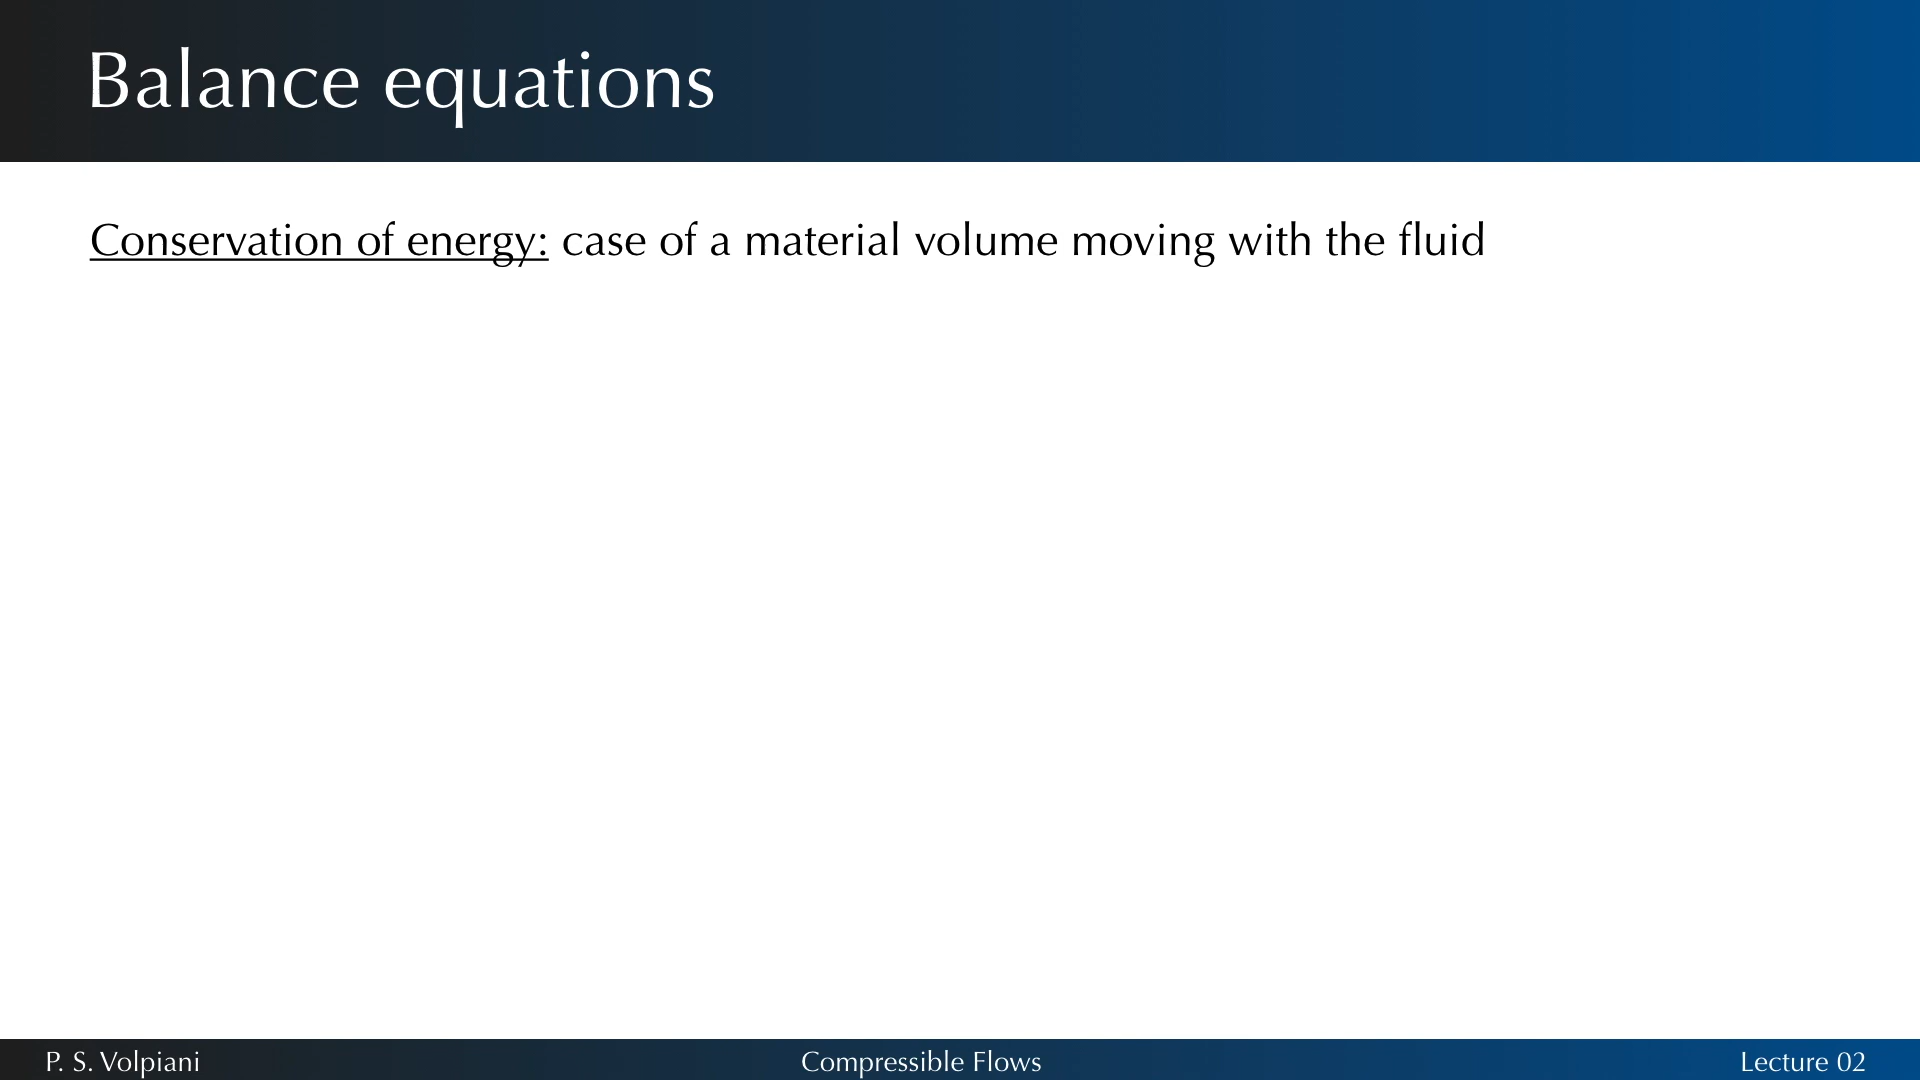 Balance equations
Conservation of energy: case of a material volume moving with the fluid
P. S. Volpiani
Compressible Flows
Lecture 02